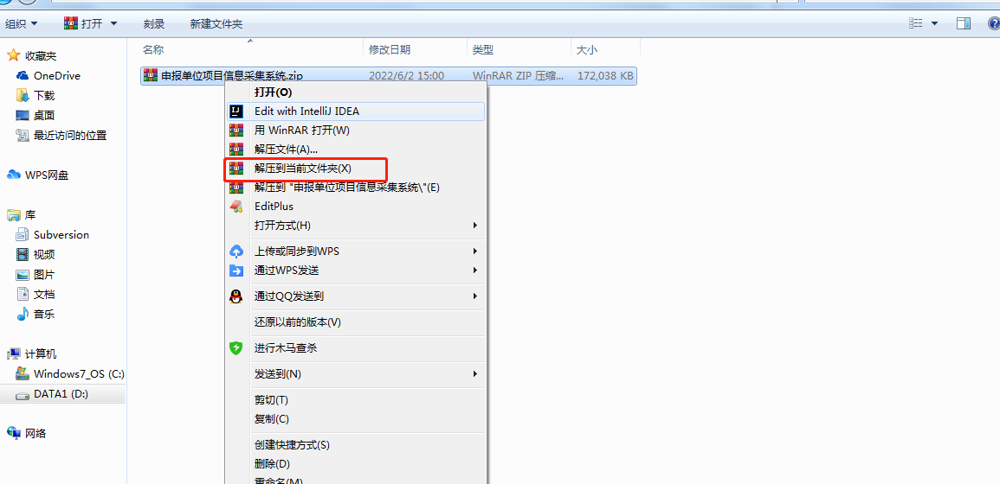 组织 打开 刻录 新建文件夹
名称 修改日期 类型 大小
申报单位项目信息采集系统.zip 2022/6/2 15:00 WinRAR ZIP 压缩... 172,038 KB
收藏夹
OneDrive
下载
桌面
最近访问的位置
WPS网盘
库
Subversion
视频
图片
文档
音乐
计算机
Windows7_OS (C:)
DATA1 (D:)
网络
打开(O)
Edit with IntelliJ IDEA
用 WinRAR 打开(W)
解压文件(A)...
解压到当前文件夹(X)
解压到 "申报单位项目信息采集系统\"(E)
EditPlus
打开方式(H)
上传或同步到WPS
通过WPS发送
通过QQ发送到
还原以前的版本(V)
进行木马查杀
发送到(N)
剪切(T)
复制(C)
创建快捷方式(S)
删除(D)
重命名(M)